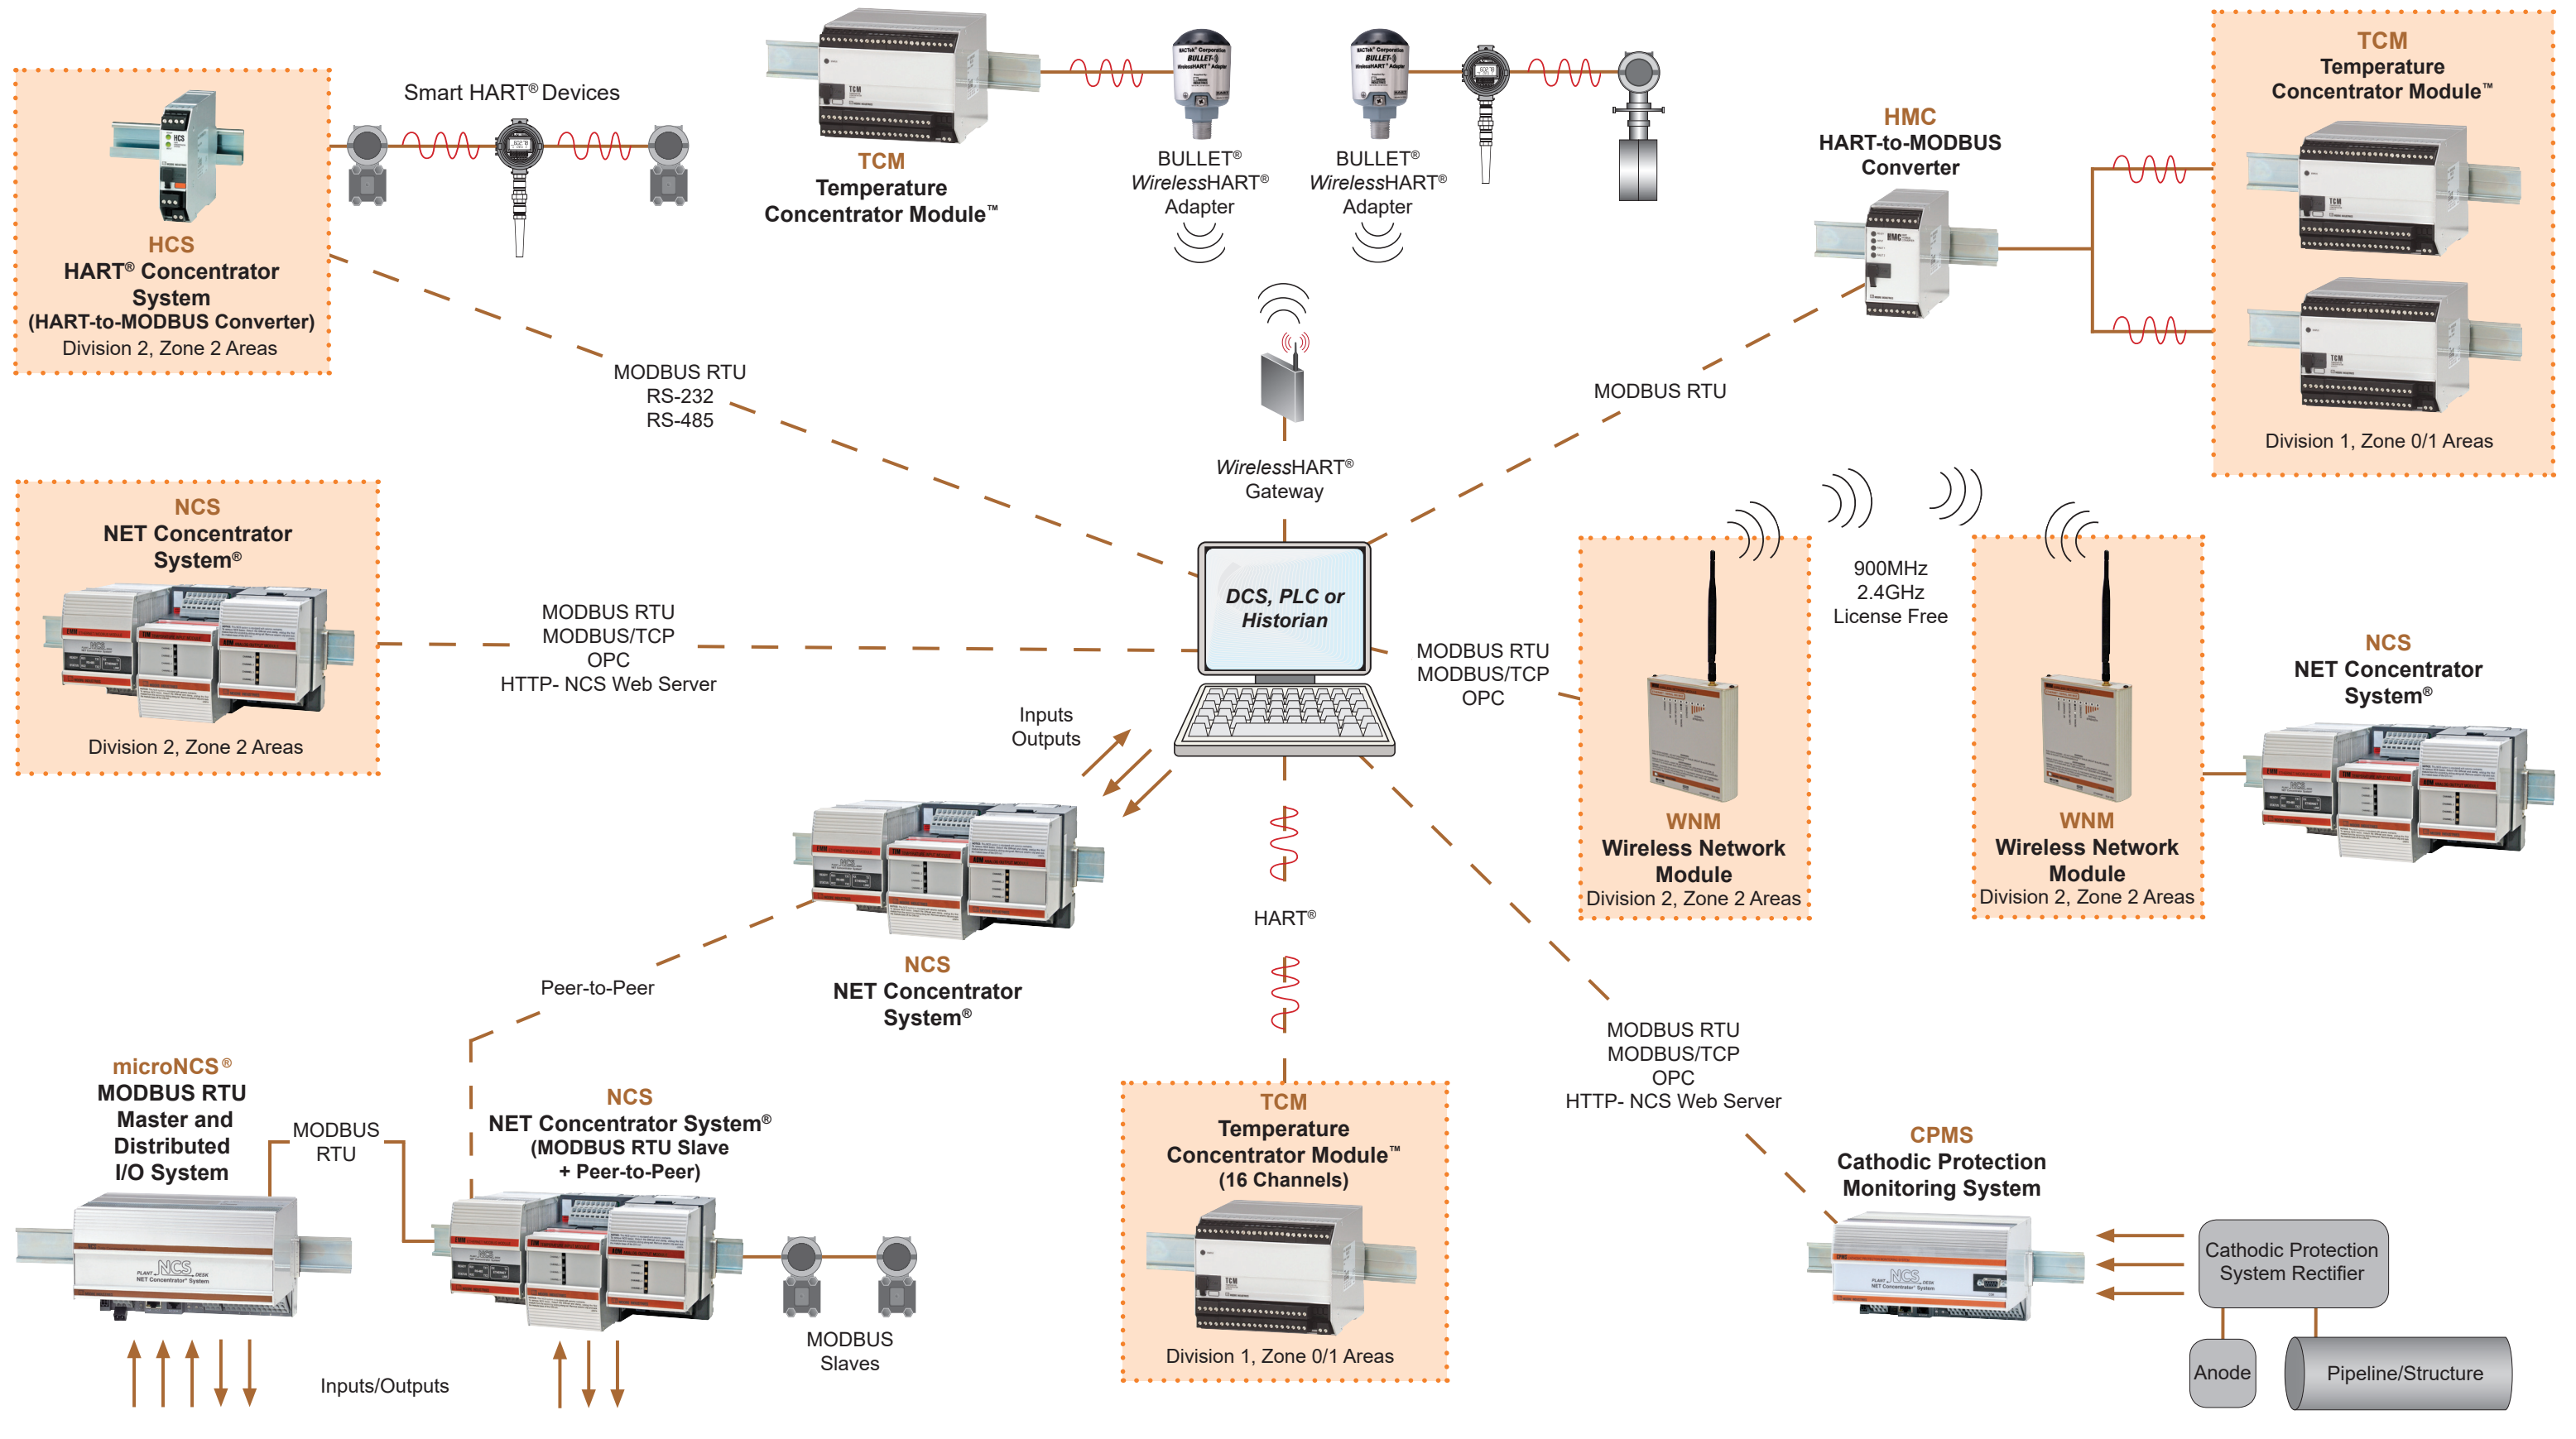 Smart HART® Devices
HCS
HART® Concentrator
System
(HART-to-MODBUS Converter)
Division 2, Zone 2 Areas
TCM
Temperature
Concentrator Module™
BULLET®
WirelessHART®
Adapter
BULLET®
WirelessHART®
Adapter
HMC
HART-to-MODBUS
Converter
TCM
Temperature
Concentrator Module™
Division 1, Zone 0/1 Areas
MODBUS RTU
RS-232
RS-485
MODBUS RTU
WirelessHART®
Gateway
NCS
NET Concentrator
System®
Division 2, Zone 2 Areas
MODBUS RTU
MODBUS/TCP
OPC
HTTP- NCS Web Server
DCS, PLC or
Historian
MODBUS RTU
MODBUS/TCP
OPC
900MHz
2.4GHz
License Free
WNM
Wireless Network
Module
Division 2, Zone 2 Areas
WNM
Wireless Network
Module
Division 2, Zone 2 Areas
NCS
NET Concentrator
System®
Inputs
Outputs
NCS
NET Concentrator
System®
HART®
Peer-to-Peer
microNCS®
MODBUS RTU
Master and
Distributed
I/O System
MODBUS
RTU
NCS
NET Concentrator System®
(MODBUS RTU Slave
+ Peer-to-Peer)
MODBUS
Slaves
Inputs/Outputs
TCM
Temperature
Concentrator Module™
(16 Channels)
Division 1, Zone 0/1 Areas
MODBUS RTU
MODBUS/TCP
OPC
HTTP- NCS Web Server
CPMS
Cathodic Protection
Monitoring System
Cathodic Protection
System Rectifier
Anode
Pipeline/Structure